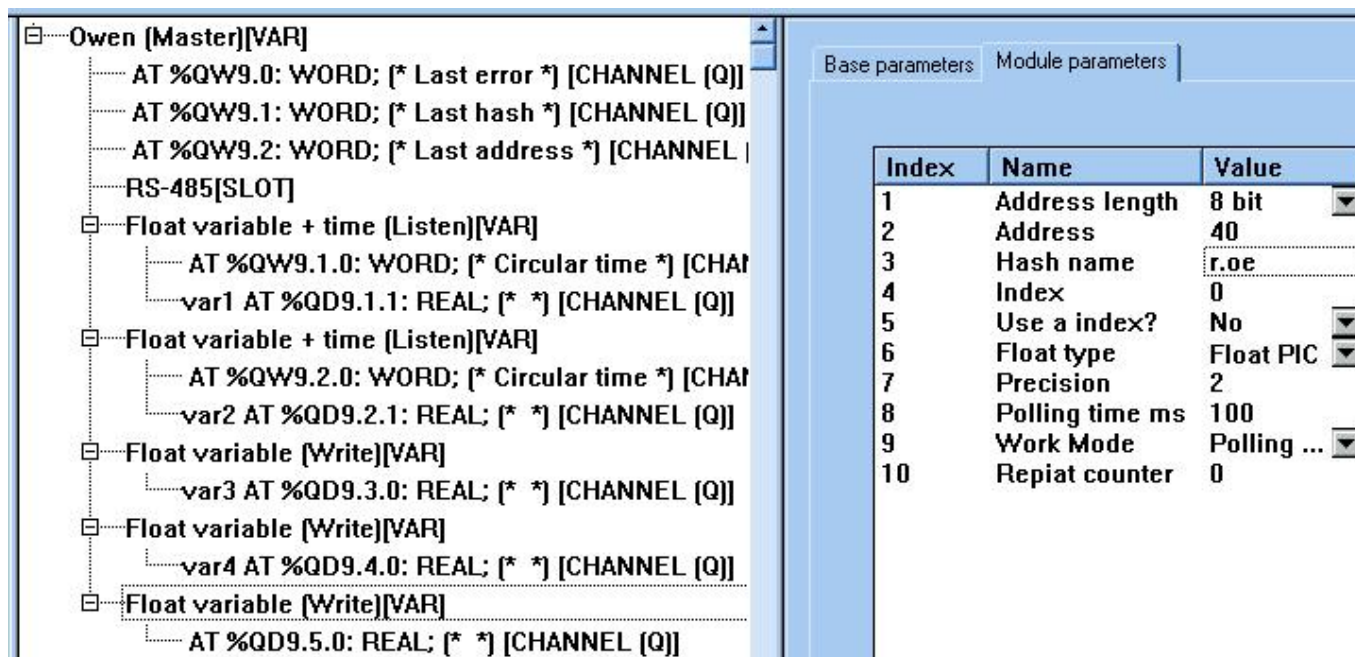 Owen (Master)[VAR]
AT %QW9.0: WORD; (* Last error *) [CHANNEL (Q)]
AT %QW9.1: WORD; (* Last hash *) [CHANNEL (Q)]
AT %QW9.2: WORD; (* Last address *) [CHANNEL
RS-485[SLOT]
Float variable + time (Listen)[VAR]
AT %QW9.1.0: WORD; (* Circular time *) [CHA
var1 AT %QD9.1.1: REAL; (* *) [CHANNEL (Q)]
Float variable + time (Listen)[VAR]
AT %QW9.2.0: WORD; (* Circular time *) [CHA
var2 AT %QD9.2.1: REAL; (* *) [CHANNEL (Q)]
Float variable (Write)[VAR]
var3 AT %QD9.3.0: REAL; (* *) [CHANNEL (Q)]
Float variable (Write)[VAR]
var4 AT %QD9.4.0: REAL; (* *) [CHANNEL (Q)]
Float variable (Write)[VAR]
AT %QD9.5.0: REAL; (* *) [CHANNEL (Q)]
Base parameters Module parameters
Index Name Value
1 Address length 8 bit
2 Address 40
3 Hash name r.oe
4 Index 0
5 Use a index? No
6 Float type Float PIC
7 Precision 2
8 Polling time ms 100
9 Work Mode Polling ...
10 Repiat counter 0